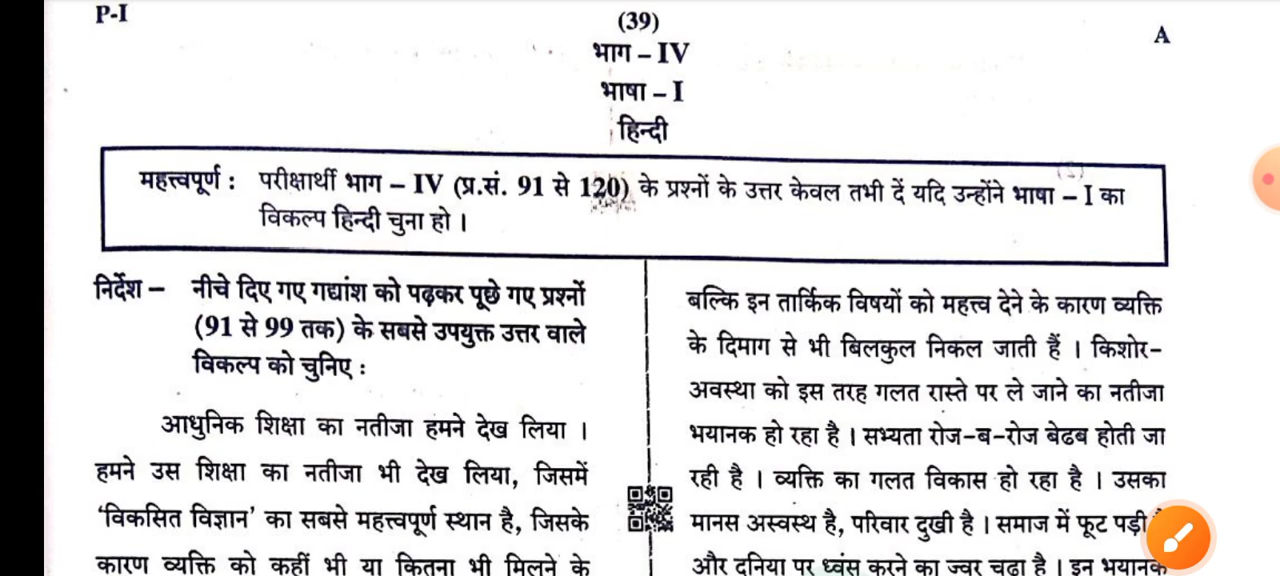 P-I
(39)
A
भाग – IV
भाषा – I
हिन्दी
महत्त्वपूर्ण : परीक्षार्थी भाग – IV (प्र.सं. 91 से 120) के प्रश्नों के उत्तर केवल तभी दें यदि उन्होंने भाषा – I का
विकल्प हिन्दी चुना हो ।
निर्देश – नीचे दिए गए गद्यांश को पढ़कर पूछे गए प्रश्नों
(91 से 99 तक) के सबसे उपयुक्त उत्तर वाले
विकल्प को चुनिए :
आधुनिक शिक्षा का नतीजा हमने देख लिया ।
हमने उस शिक्षा का नतीजा भी देख लिया, जिसमें
‘विकसित विज्ञान’ का सबसे महत्त्वपूर्ण स्थान है, जिसके
कारण व्यक्ति को कहीं भी या कितना भी मिलने के
बल्कि इन तार्किक विषयों को महत्त्व देने के कारण व्यक्ति
के दिमाग से भी बिलकुल निकल जाती हैं । किशोर-
अवस्था को इस तरह गलत रास्ते पर ले जाने का नतीजा
भयानक हो रहा है । सभ्यता रोज-ब-रोज बेढब होती जा
रही है । व्यक्ति का गलत विकास हो रहा है । उसका
मानस अस्वस्थ है, परिवार दुखी है । समाज में फूट पड़ी
और दुनिया पर ध्वंस करने का ज्वर चढ़ा है । इन भयानक